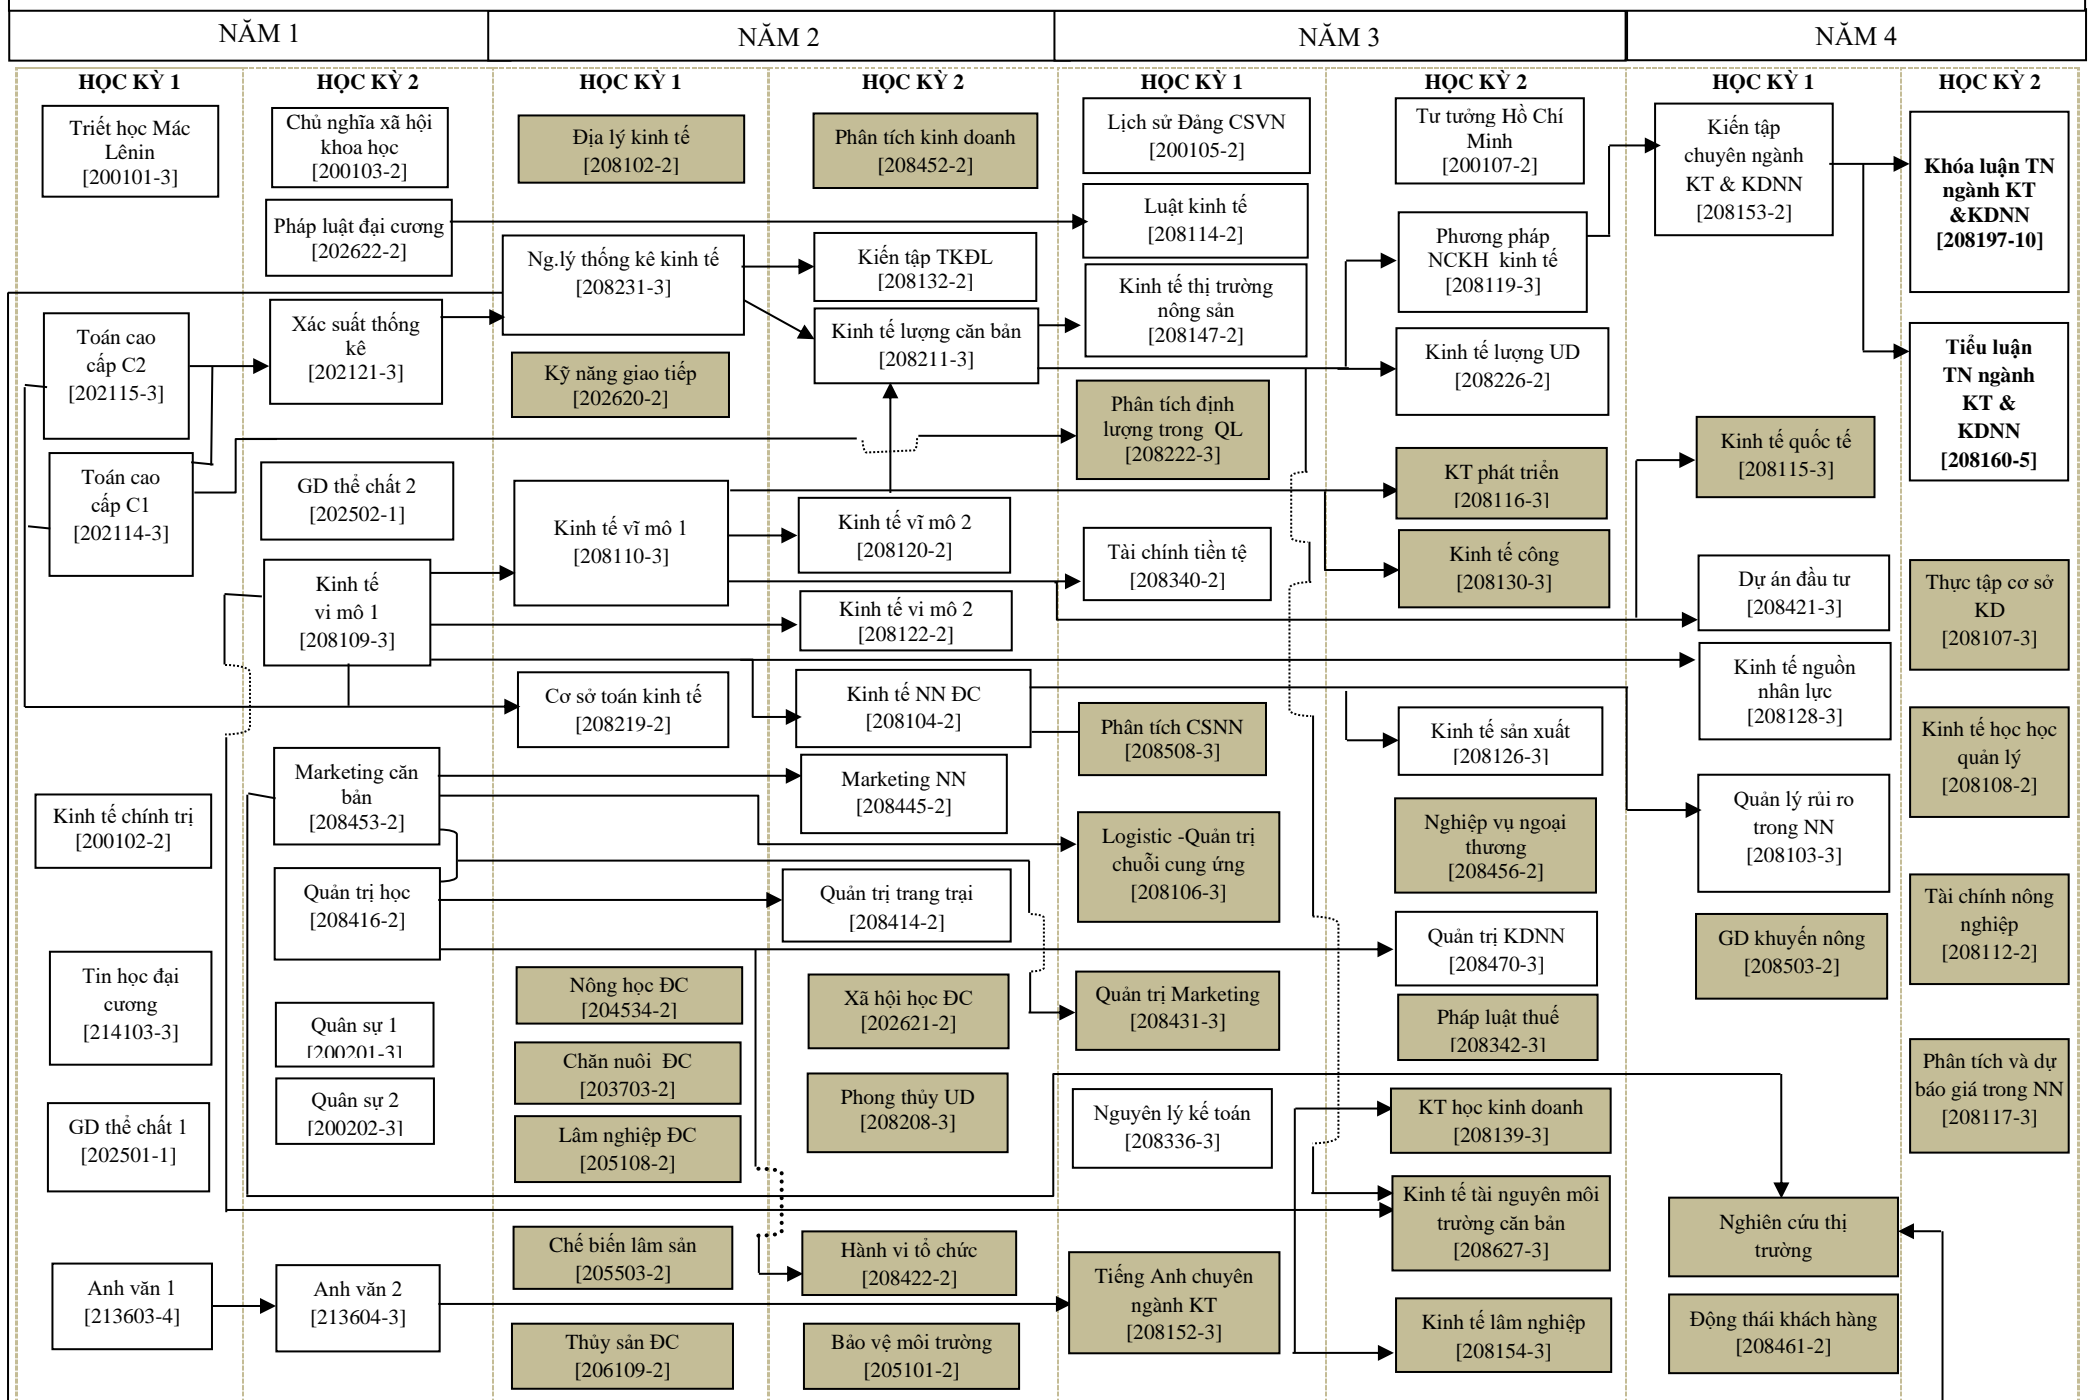 NĂM 1
NĂM 2
NĂM 3
NĂM 4
HỌC KỲ 1
HỌC KỲ 2
HỌC KỲ 1
HỌC KỲ 2
HỌC KỲ 1
HỌC KỲ 2
HỌC KỲ 1
HỌC KỲ 2
Triết học Mác
Lênin
[200101-3]
Toán cao
cấp C2
[202115-3]
Toán cao
cấp C1
[202114-3]
Kinh tế chính trị
[200102-2]
Tin học đại
cương
[214103-3]
GD thể chất 1
[202501-1]
Anh văn 1
[213603-4]
Chủ nghĩa xã hội
khoa học
[200103-2]
Pháp luật đại cương
[202622-2]
Xác suất thống
kê
[202121-3]
GD thể chất 2
[202502-1]
Kinh tế
vi mô 1
[208109-3]
Marketing căn
bản
[208453-2]
Quản trị học
[208416-2]
Quân sự 1
[200201-3]
Quân sự 2
[200202-3]
Anh văn 2
[213604-3]
Địa lý kinh tế
[208102-2]
Ng.lý thống kê kinh tế
[208231-3]
Kỹ năng giao tiếp
[202620-2]
Kinh tế vĩ mô 1
[208110-3]
Cơ sở toán kinh tế
[208219-2]
Nông học ĐC
[204534-2]
Chăn nuôi ĐC
[203703-2]
Lâm nghiệp ĐC
[205108-2]
Chế biến lâm sản
[205503-2]
Thủy sản ĐC
[206109-2]
Phân tích kinh doanh
[208452-2]
Kiến tập TKĐL
[208132-2]
Kinh tế lượng căn bản
[208211-3]
Kinh tế vĩ mô 2
[208120-2]
Kinh tế vi mô 2
[208122-2]
Kinh tế NN ĐC
[208104-2]
Marketing NN
[208445-2]
Quản trị trang trại
[208414-2]
Xã hội học ĐC
[202621-2]
Phong thủy UD
[208208-3]
Hành vi tổ chức
[208422-2]
Bảo vệ môi trường
[205101-2]
Lịch sử Đảng CSVN
[200105-2]
Luật kinh tế
[208114-2]
Kinh tế thị trường
nông sản
[208147-2]
Phân tích định
lượng trong QL
[208222-3]
Tài chính tiền tệ
[208340-2]
Phân tích CSNN
[208508-3]
Logistic -Quản trị
chuỗi cung ứng
[208106-3]
Quản trị Marketing
[208431-3]
Nguyên lý kế toán
[208336-3]
Tiếng Anh chuyên
ngành KT
[208152-3]
Tư tưởng Hồ Chí
Minh
[200107-2]
Phương pháp
NCKH kinh tế
[208119-3]
Kinh tế lượng UD
[208226-2]
KT phát triển
[208116-3]
Kinh tế công
[208130-3]
Kinh tế sản xuất
[208126-3]
Nghiệp vụ ngoại
thương
[208456-2]
Quản trị KDNN
[208470-3]
Pháp luật thuế
[208342-3]
KT học kinh doanh
[208139-3]
Kinh tế tài nguyên môi
trường căn bản
[208627-3]
Kinh tế lâm nghiệp
[208154-3]
Kiến tập
chuyên ngành
KT & KDNN
[208153-2]
Kinh tế quốc tế
[208115-3]
Dự án đầu tư
[208421-3]
Kinh tế nguồn
nhân lực
[208128-3]
Quản lý rủi ro
trong NN
[208103-3]
GD khuyến nông
[208503-2]
Nghiên cứu thị
trường
Động thái khách hàng
[208461-2]
Khóa luận TN
ngành KT
&KDNN
[208197-10]
Tiểu luận
TN ngành
KT &
KDNN
[208160-5]
Thực tập cơ sở
KD
[208107-3]
Kinh tế học học
quản lý
[208108-2]
Tài chính nông
nghiệp
[208112-2]
Phân tích và dự
báo giá trong NN
[208117-3]